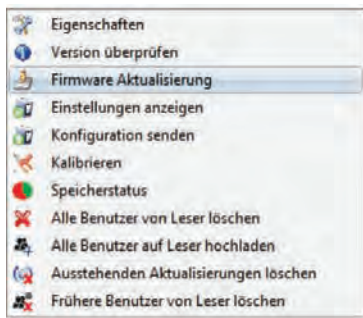 Eigenschaften
Version überprüfen
Firmware Aktualisierung
Einstellungen anzeigen
Konfiguration senden
Kalibrieren
Speicherstatus
Alle Benutzer von Leser löschen
Alle Benutzer auf Leser hochladen
Ausstehenden Aktualisierungen löschen
Frühere Benutzer von Leser löschen